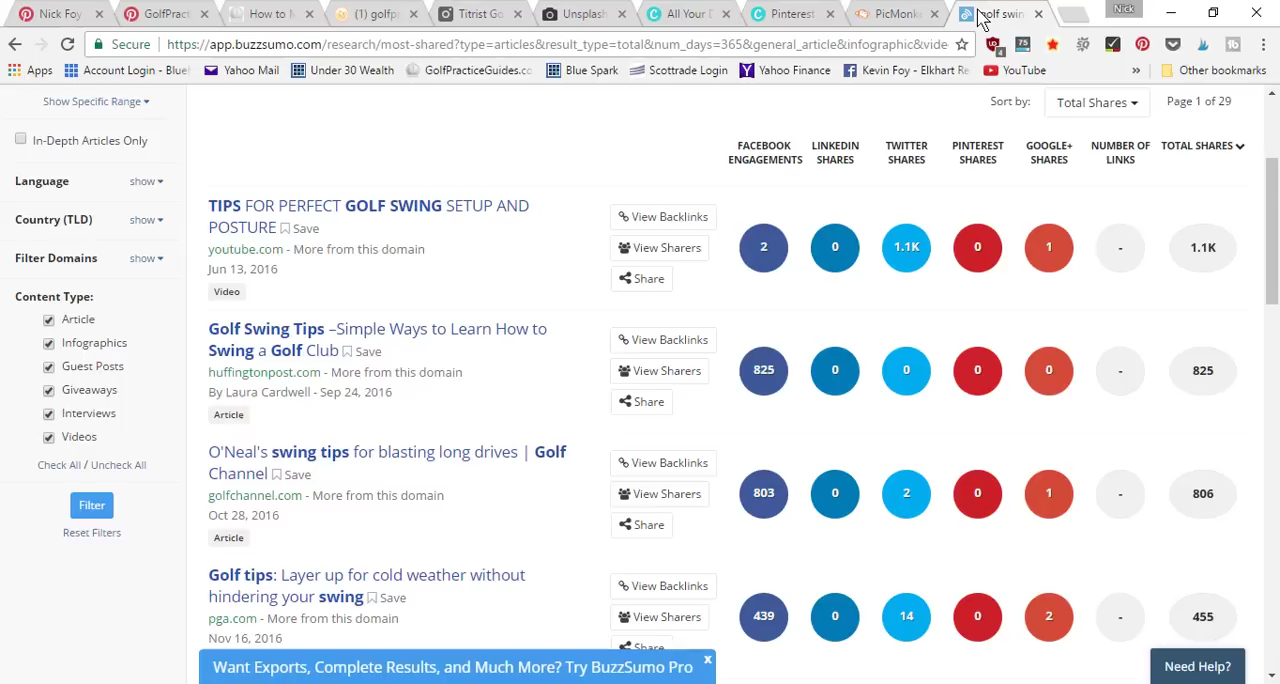 Nick Foy
GolfPract
How to M
(1) golfp
Titrist Go
Unsplash
All Your D
Pinterest
PicMonke
golf swin
Nick
Secure
https://app.buzzsumo.com/research/most-shared?type=articles&result_type=total&num_days=365&general_article&infographic&vide
75
4
Apps
Account Login - Blue
Yahoo Mail
Under 30 Wealth
GolfPracticeGuides.co
Blue Spark
Scottrade Login
Yahoo Finance
Kevin Foy - Elkhart Re
YouTube
»
Other bookmarks
Show Specific Range
Sort by:
Total Shares
Page 1 of 29
In-Depth Articles Only
Language
show
Country (TLD)
show
Filter Domains
show
Content Type:
Article
Infographics
Guest Posts
Giveaways
Interviews
Videos
Check All / Uncheck All
Filter
Reset Filters
FACEBOOK ENGAGEMENTS
LINKEDIN SHARES
TWITTER SHARES
PINTEREST SHARES
GOOGLE+ SHARES
NUMBER OF LINKS
TOTAL SHARES
TIPS FOR PERFECT GOLF SWING SETUP AND
POSTURE Save
youtube.com - More from this domain
Jun 13, 2016
Video
View Backlinks
View Sharers
Share
2
0
1.1K
0
1
-
1.1K
Golf Swing Tips –Simple Ways to Learn How to
Swing a Golf Club Save
huffingtonpost.com - More from this domain
By Laura Cardwell - Sep 24, 2016
Article
View Backlinks
View Sharers
Share
825
0
0
0
0
-
825
O'Neal's swing tips for blasting long drives | Golf
Channel Save
golfchannel.com - More from this domain
Oct 28, 2016
Article
View Backlinks
View Sharers
Share
803
0
2
0
1
-
806
Golf tips: Layer up for cold weather without
hindering your swing Save
pga.com - More from this domain
Nov 16, 2016
View Backlinks
View Sharers
Share
439
0
14
0
2
-
455
Want Exports, Complete Results, and Much More? Try BuzzSumo Pro
x
Need Help?